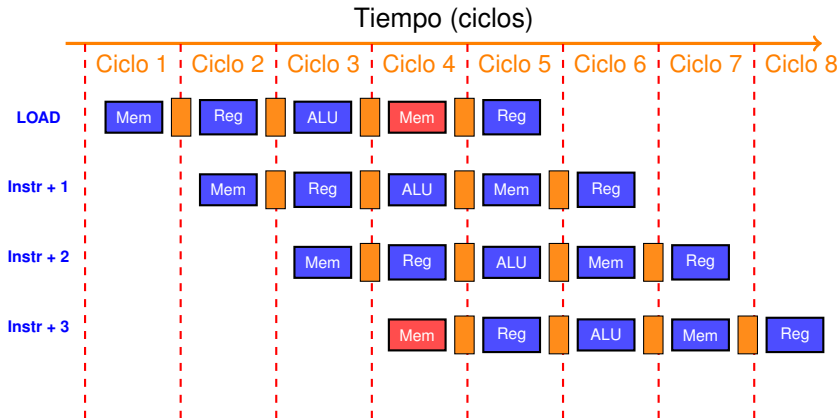 Tiempo (ciclos)
Ciclo 1 Ciclo 2 Ciclo 3 Ciclo 4 Ciclo 5 Ciclo 6 Ciclo 7 Ciclo 8
LOAD Mem Reg ALU Mem Reg
Instr + 1 Mem Reg ALU Mem Reg
Instr + 2 Mem Reg ALU Mem Reg
Instr + 3 Mem Reg ALU Mem Reg